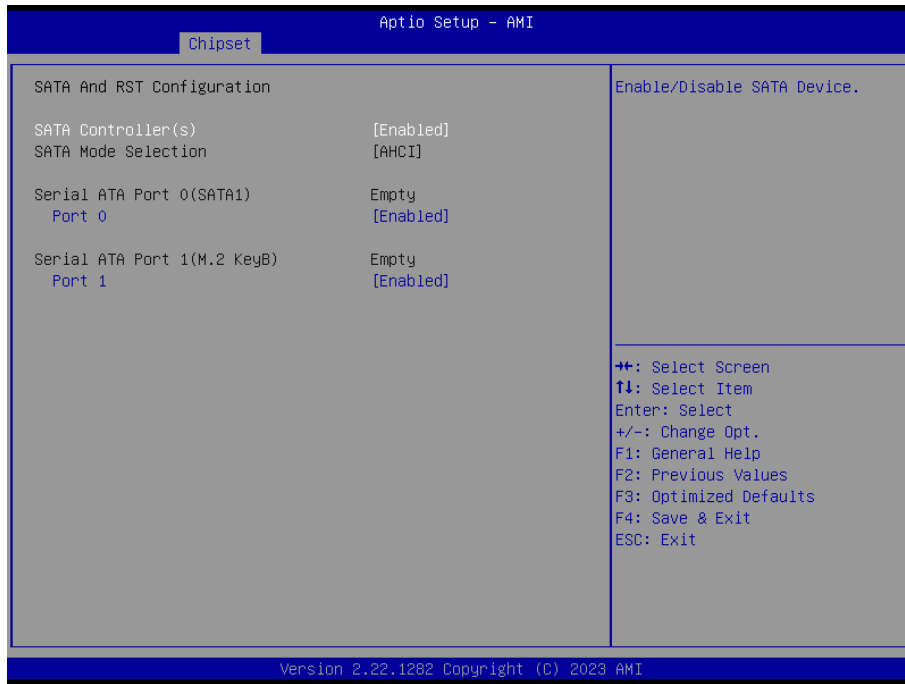 Aptio Setup - AMI
Chipset
SATA And RST Configuration
SATA Controller(s) [Enabled]
SATA Mode Selection [AHCI]
Serial ATA Port 0(SATA1) Empty
Port 0 [Enabled]
Serial ATA Port 1(M.2 KeyB) Empty
Port 1 [Enabled]
Enable/Disable SATA Device.
→←: Select Screen
↑↓: Select Item
Enter: Select
+/-: Change Opt.
F1: General Help
F2: Previous Values
F3: Optimized Defaults
F4: Save & Exit
ESC: Exit
Version 2.22.1282 Copyright (C) 2023 AMI